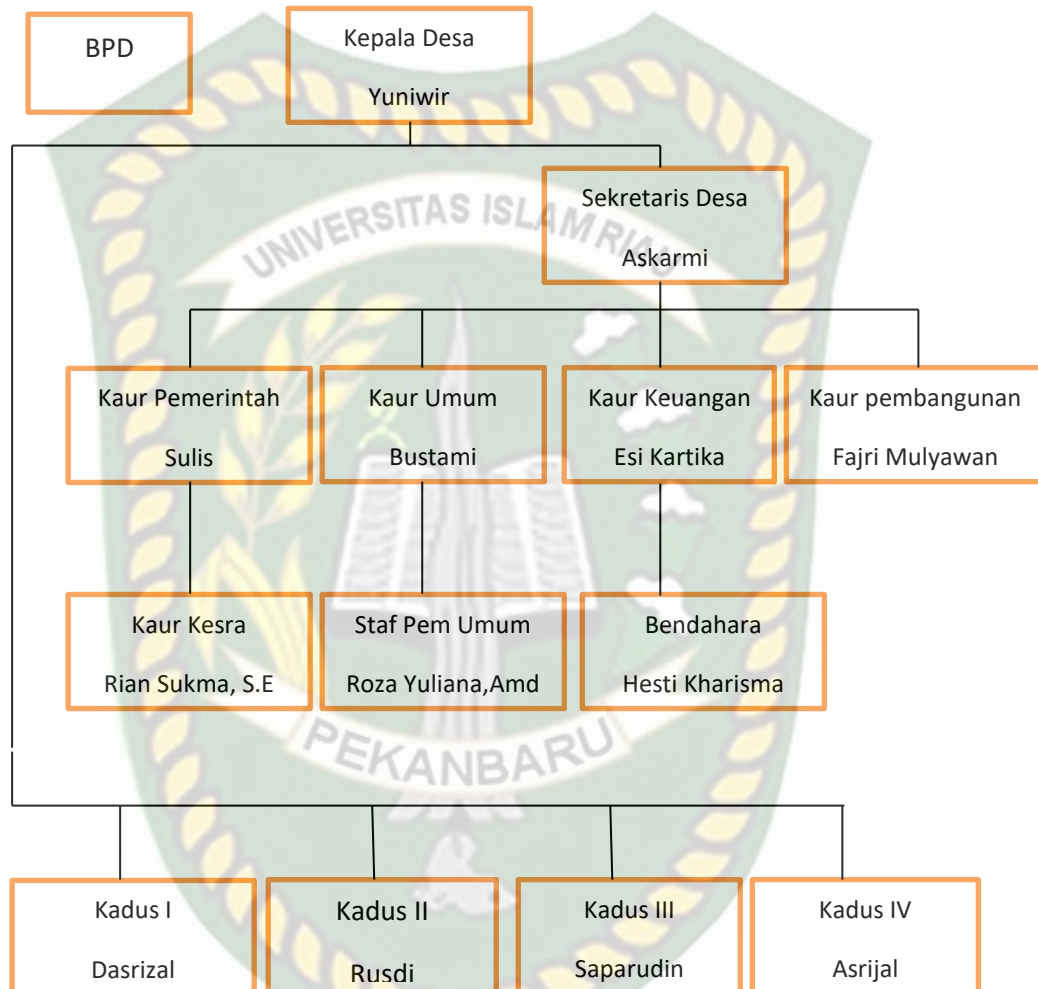 BPD
Kepala Desa
Yuniwir
Sekretaris Desa
Askarmi
UNIVERSITAS ISLAM RIAU
Kaur Pemerintah
Sulis
Kaur Umum
Bustami
Kaur Keuangan
Esi Kartika
Kaur pembangunan
Fajri Mulyawan
Kaur Kesra
Rian Sukma, S.E
Staf Pem Umum
Roza Yuliana,Amd
Bendahara
Hesti Kharisma
PEKANBARU
Kadus I
Dasrizal
Kadus II
Rusdi
Kadus III
Saparudin
Kadus IV
Asrijal